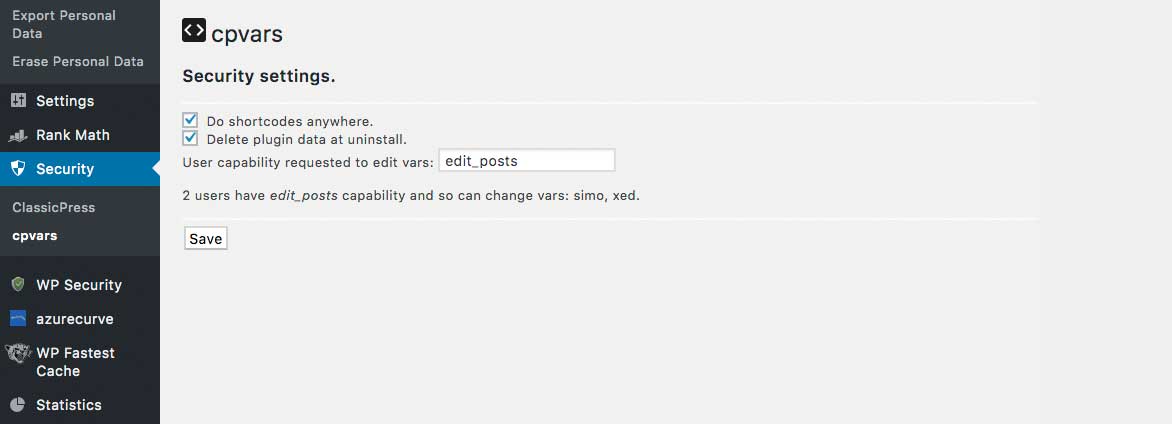 Export Personal
Data
Erase Personal Data
Settings
Rank Math
Security
ClassicPress
cpvars
WP Security
azurecurve
WP Fastest
Cache
Statistics
cpvars
Security settings.
Do shortcodes anywhere.
Delete plugin data at uninstall.
User capability requested to edit vars: edit_posts
2 users have edit_posts capability and so can change vars: simo, xed.
Save